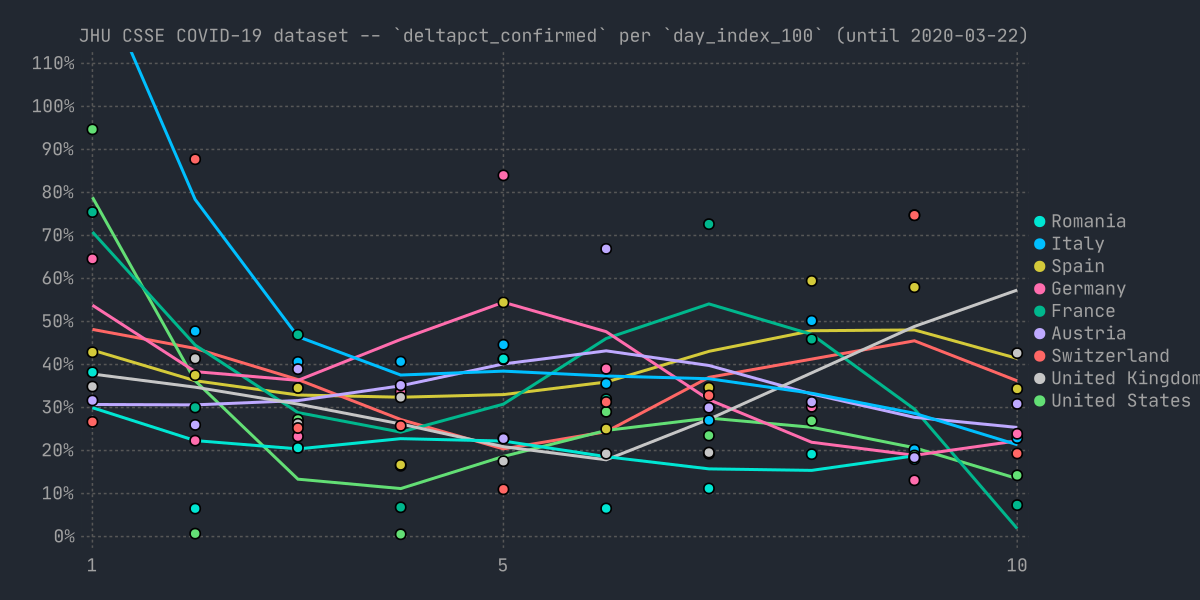 JHU CSSE COVID-19 dataset -- `deltapct_confirmed` per `day_index_100` (until 2020-03-22)
110%
100%
90%
80%
70%
60%
50%
40%
30%
20%
10%
0%
1
5
10
Romania
Italy
Spain
Germany
France
Austria
Switzerland
United Kingdom
United States